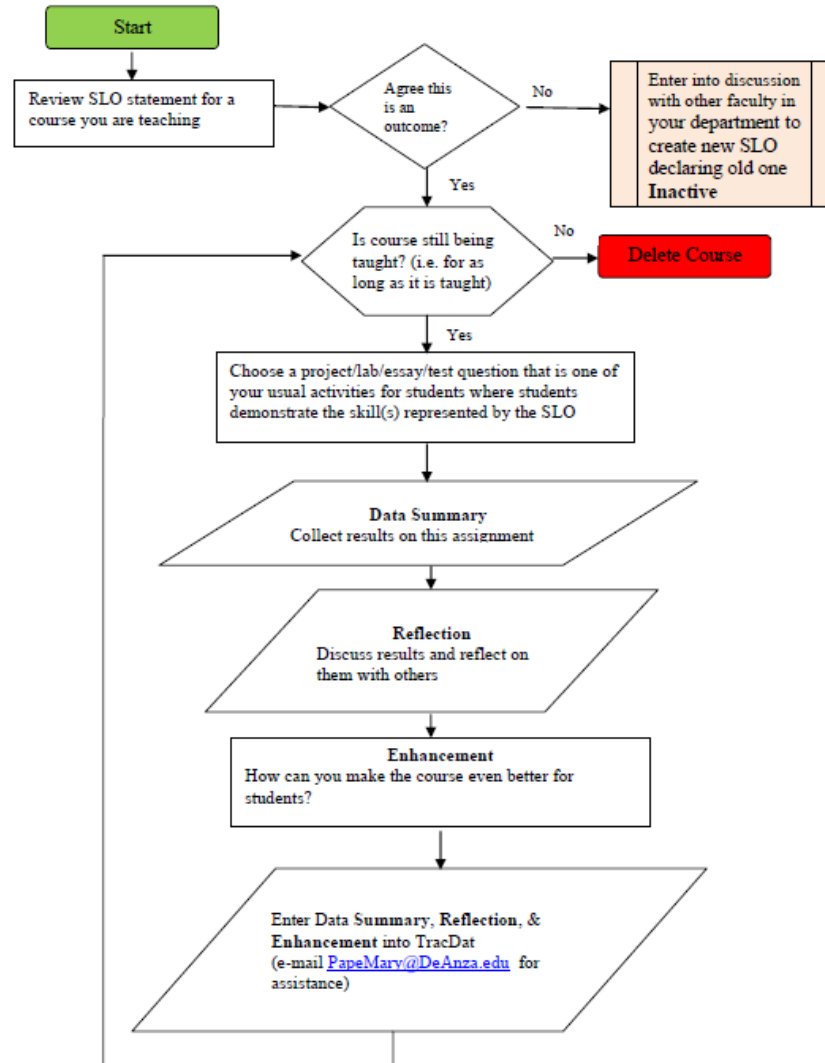 Start
Review SLO statement for a
course you are teaching
Agree this
is an
outcome?
No
Enter into discussion
with other faculty in
your department to
create new SLO
declaring old one
Inactive
Yes
Is course still being
taught? (i.e. for as
long as it is taught)
No
Delete Course
Yes
Choose a project/lab/essay/test question that is one of
your usual activities for students where students
demonstrate the skill(s) represented by the SLO
Data Summary
Collect results on this assignment
Reflection
Discuss results and reflect on
them with others
Enhancement
How can you make the course even better for
students?
Enter Data Summary, Reflection, &
Enhancement into TracDat
(e-mail PapeMary@DeAnza.edu for
assistance)